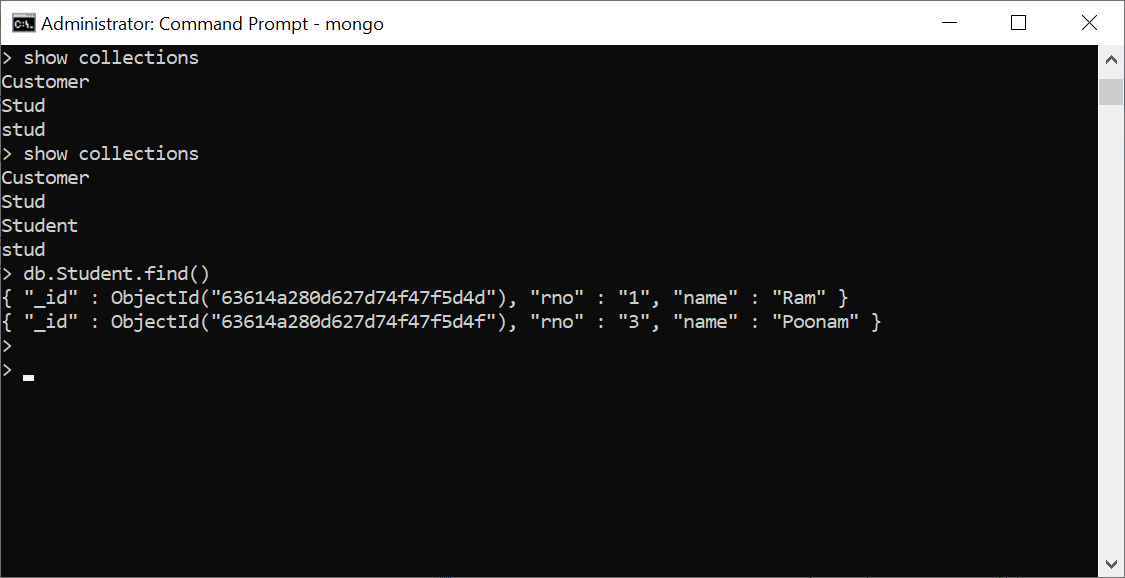 Administrator: Command Prompt - mongo
> show collections
Customer
Stud
stud
> show collections
Customer
Stud
Student
stud
> db.Student.find()
{ "_id" : ObjectId("63614a280d627d74f47f5d4d"), "rno" : "1", "name" : "Ram" }
{ "_id" : ObjectId("63614a280d627d74f47f5d4f"), "rno" : "3", "name" : "Poonam" }
>
>